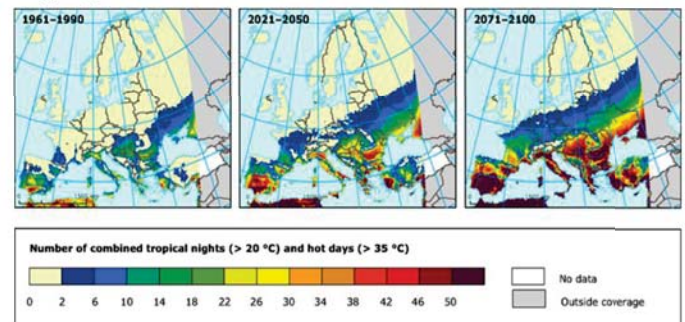 1961–1990
2021–2050
2071–2100
Number of combined tropical nights (> 20 °C) and hot days (> 35 °C)
0 2 6 10 14 18 22 26 30 34 38 42 46 50
No data
Outside coverage